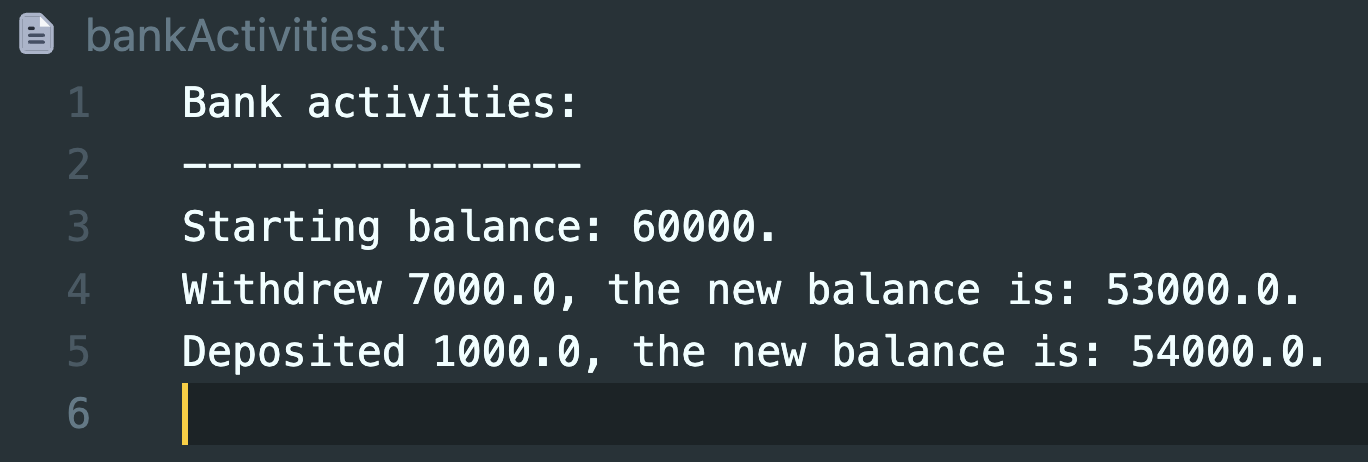 bankActivities.txt
1 Bank activities:
2 ----------------
3 Starting balance: 60000.
4 Withdrew 7000.0, the new balance is: 53000.0.
5 Deposited 1000.0, the new balance is: 54000.0.
6